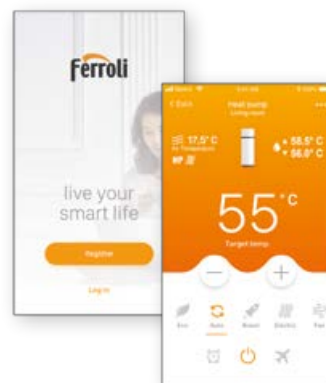 Ferroli
live your
smart life
Register
Log in
Heat pump
Living room
17,5°C
Air Temperature
HP
58.5°C
56.0°C
55°C
Target temp
Eco
Auto
Boost
Electric
Fan